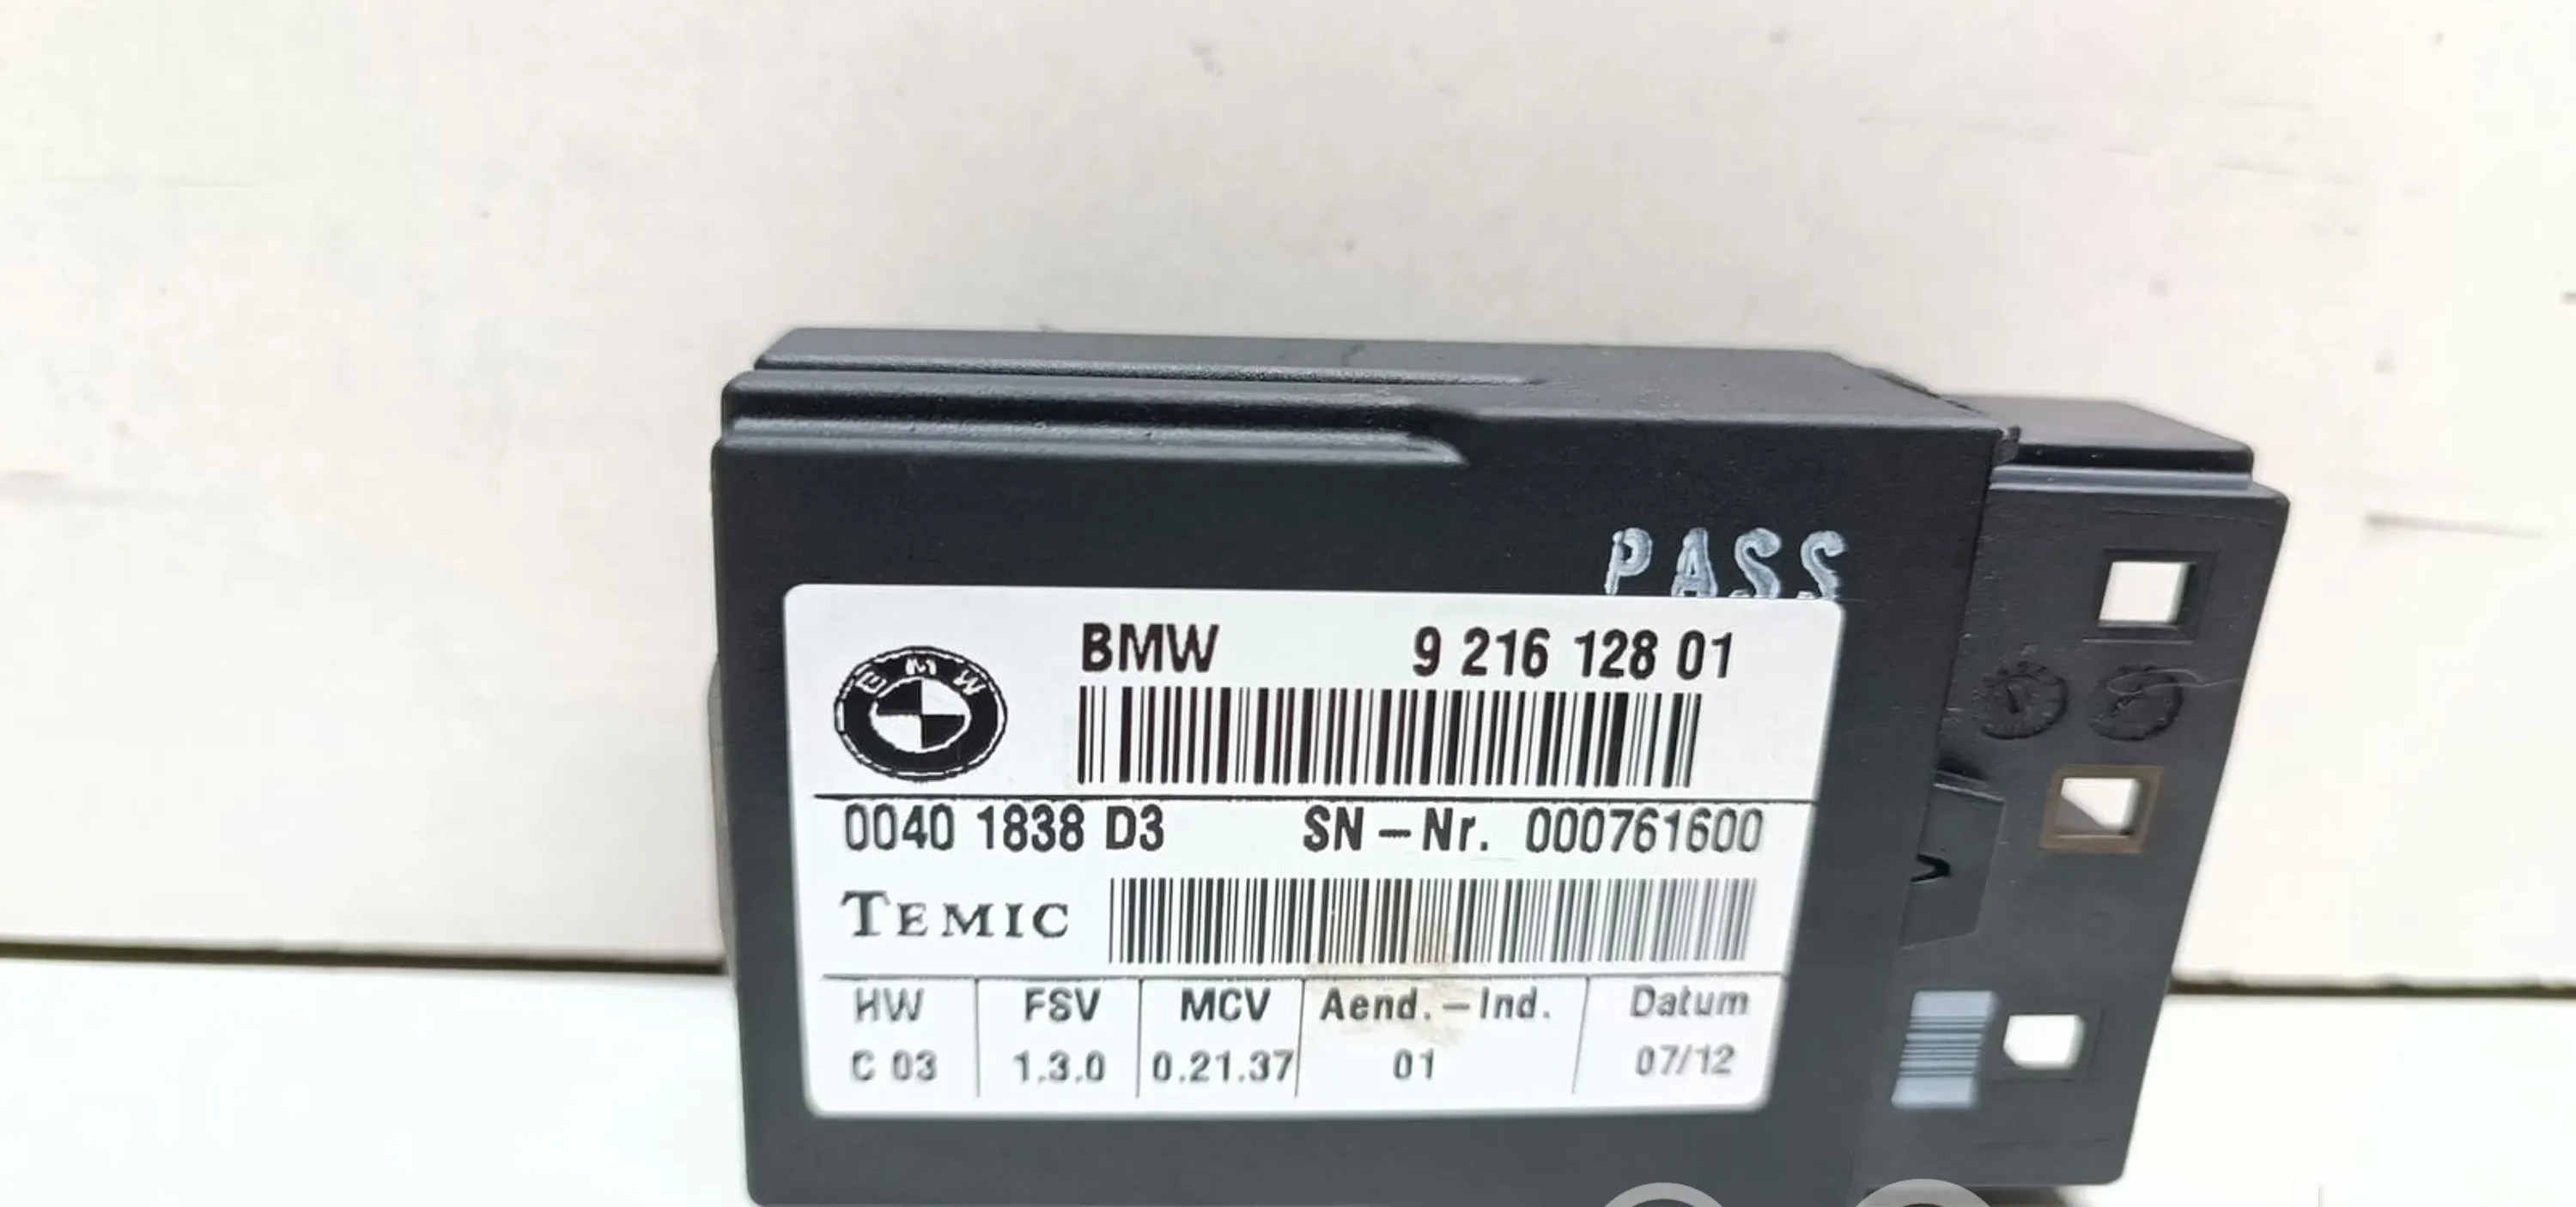 PASS
BMW 9 216 128 01
BMW
0040 1838 D3 SN-Nr. 000761600
TEMIC
HW FSV MCV Aend.-Ind. Datum
C 03 1.3.0 0.21.37 01 07/12